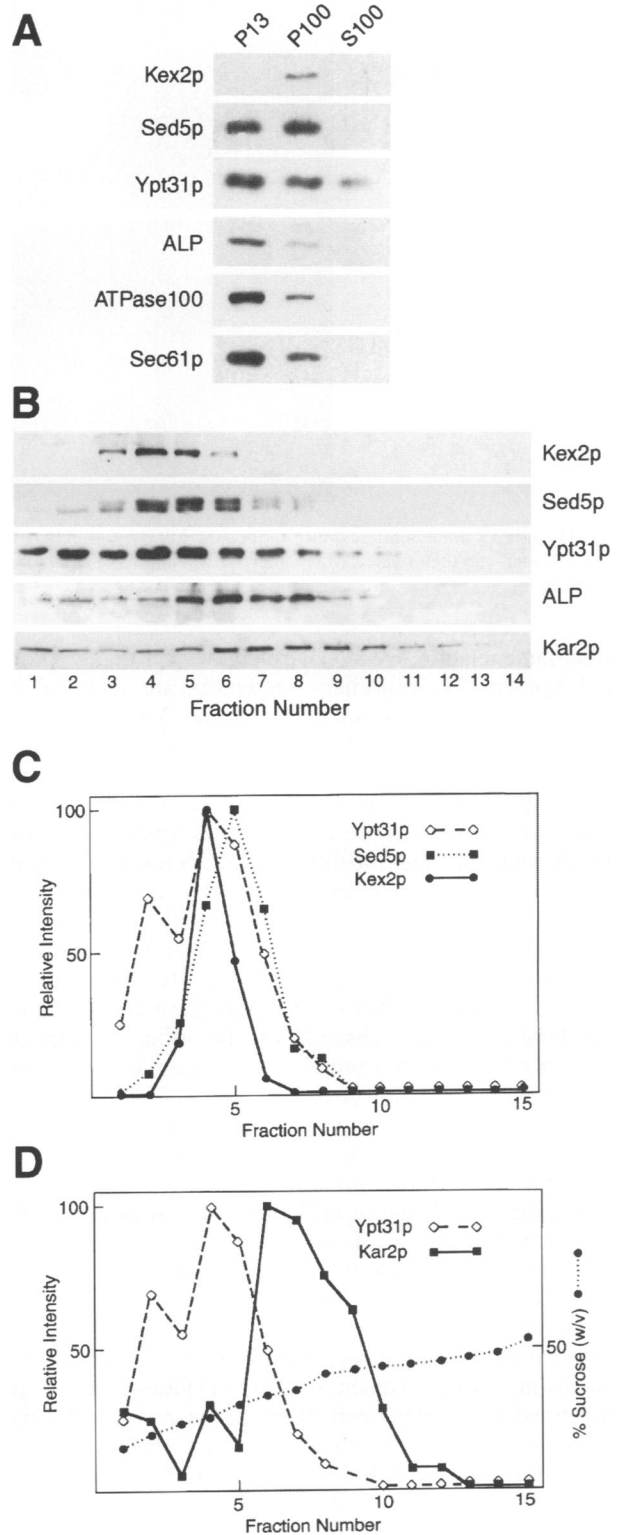 A
P13 P100 S100
Kex2p
Sed5p
Ypt31p
ALP
ATPase100
Sec61p
B
Kex2p
Sed5p
Ypt31p
ALP
Kar2p
1 2 3 4 5 6 7 8 9 10 11 12 13 14
Fraction Number
C
100
50
Relative Intensity
Ypt31p
Sed5p
Kex2p
5 10 15
Fraction Number
D
100
50
Relative Intensity
Ypt31p
Kar2p
50
% Sucrose (w/v)
5 10 15
Fraction Number